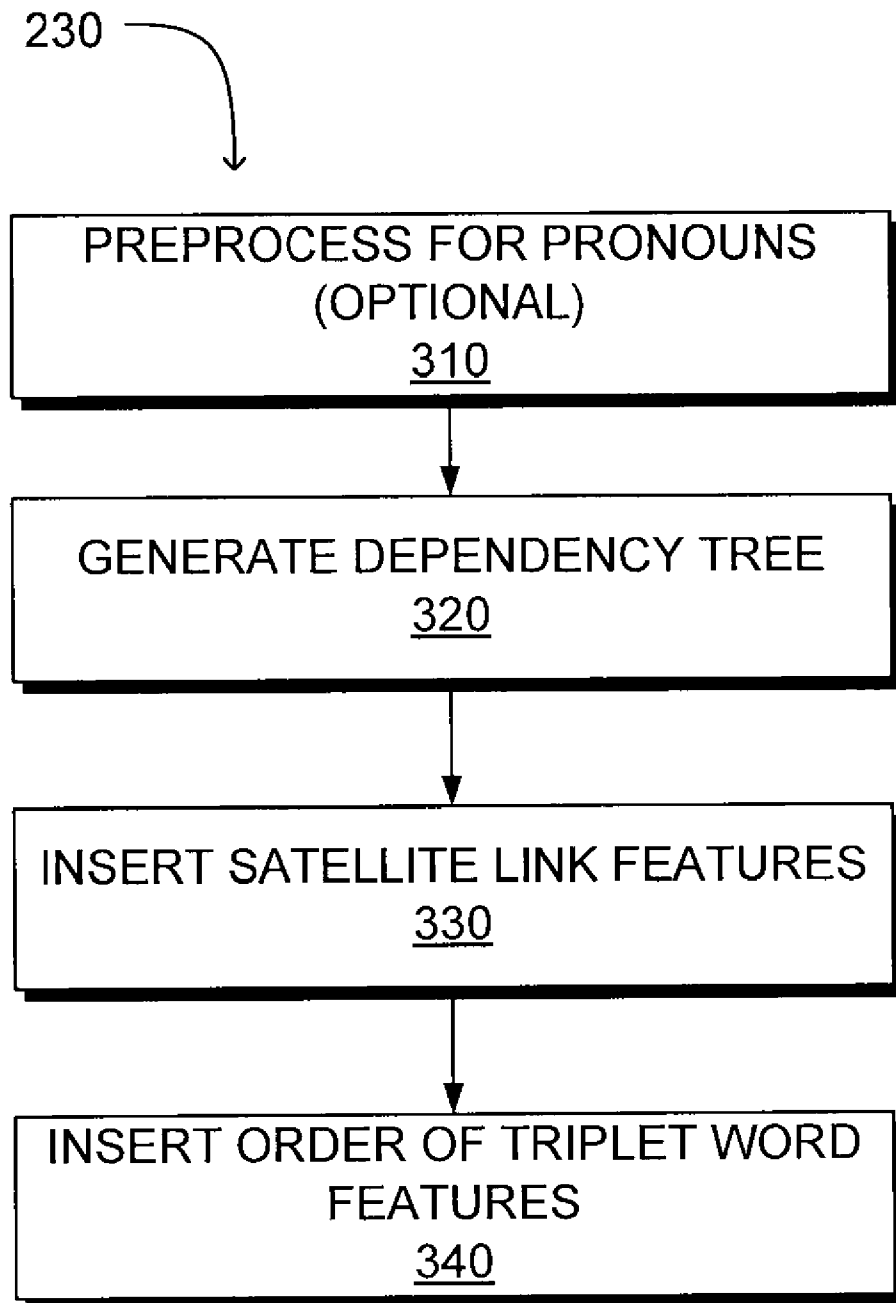 230
PREPROCESS FOR PRONOUNS
(OPTIONAL)
310
GENERATE DEPENDENCY TREE
320
INSERT SATELLITE LINK FEATURES
330
INSERT ORDER OF TRIPLET WORD
FEATURES
340